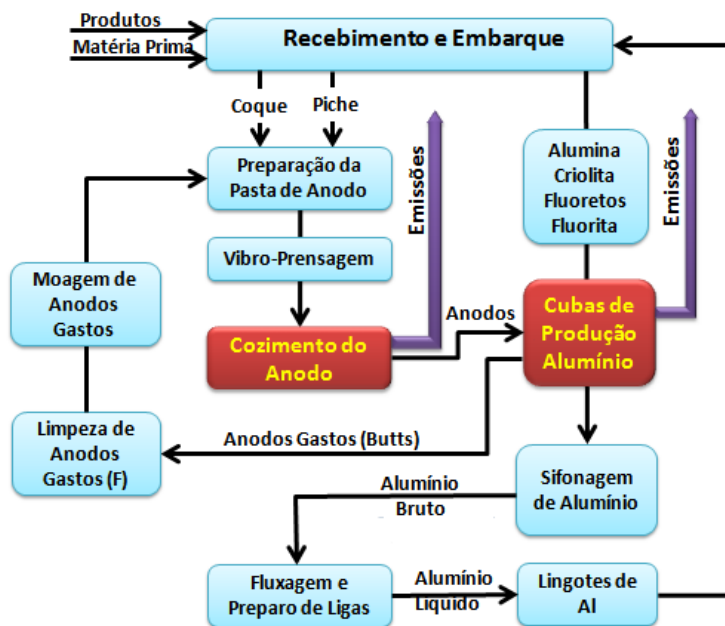 Produtos
Matéria Prima
Recebimento e Embarque
Coque
Piche
Emissões
Emissões
Preparação da
Pasta de Anodo
Alumina
Criolita
Fluoretos
Fluorita
Vibro-Prensagem
Moagem de
Anodos
Gastos
Anodos
Cozimento do
Anodo
Cubas de
Produção
Alumínio
Limpeza de
Anodos
Gastos (F)
Anodos Gastos (Butts)
Sifonagem
de Alumínio
Alumínio
Bruto
Fluxagem e
Preparo de Ligas
Alumínio
Líquido
Lingotes de
Al